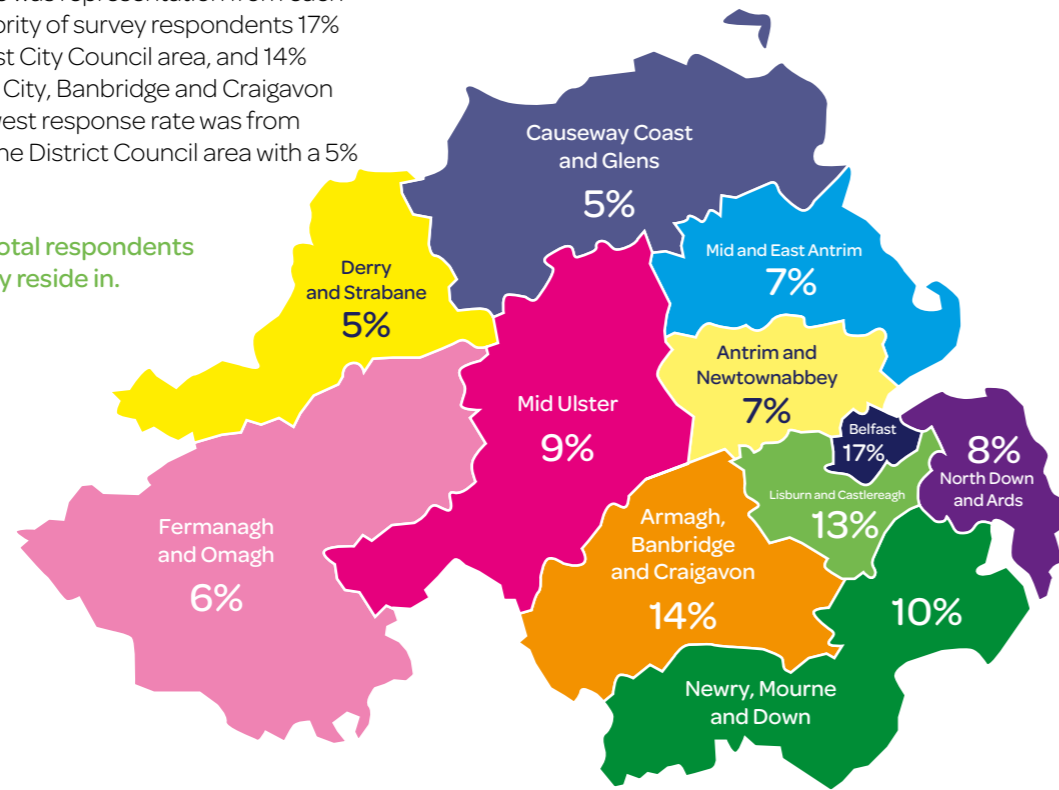 s was representation from each
ority of survey respondents 17%
st City Council area, and 14%
City, Banbridge and Craigavon
west response rate was from
ne District Council area with a 5%
otal respondents
y reside in.
Causeway Coast
and Glens
5%
Derry
and Strabane
5%
Mid and East Antrim
7%
Antrim and
Newtownabbey
7%
Mid Ulster
9%
Belfast
17%
8%
North Down
and Ards
Lisburn and Castlereagh
13%
Fermanagh
and Omagh
6%
Armagh,
Banbridge
and Craigavon
14%
10%
Newry, Mourne
and Down